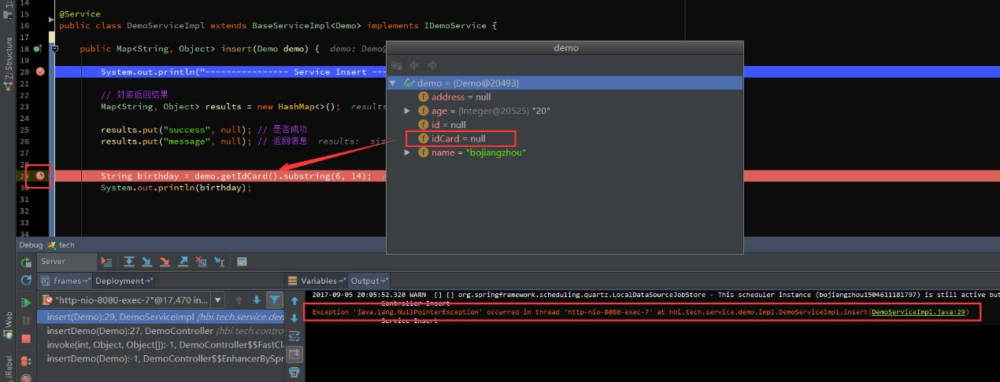 14
15 @Service
16 public class DemoServiceImpl extends BaseServiceImpl<Demo> implements IDemoService {
17
18 public Map<String, Object> insert(Demo demo) { demo: Demo@
19
20 System.out.println("---------------- Service Insert ---
21
22 // 封装返回结果
23 Map<String, Object> results = new HashMap<>(); results
24
25 results.put("success", null); // 是否成功
26 results.put("message", null); // 返回信息 results: siz
27
28
29 String birthday = demo.getIdCard().substring(6, 14);
30 System.out.println(birthday);
31
32
33
34
1:
Z: Structure
Web
JRebel
demo
demo = {Demo@20493}
address = null
age = {Integer@20525} "20"
id = null
idCard = null
name = "bojiangzhou"
Debug tech
Server
Frames Deployment
Variables Output
"http-nio-8080-exec-7"@17,470 in...
insert(Demo):29, DemoServiceImpl (hbi.tech.service.de
insertDemo(Demo):27, DemoController (hbi.tech.contro
invoke(int, Object, Object[]):-1, DemoController$$FastCla
insertDemo(Demo):-1, DemoController$$EnhancerBySpr
2017-09-05 20:05:52.320 WARN [] [] org.springframework.scheduling.quartz.LocalDataSourceJobStore - This scheduler instance (bojiangzhou1504611181797) is still active but
Controller Insert
Exception 'java.lang.NullPointerException' occurred in thread 'http-nio-8080-exec-7' at hbi.tech.service.demo.impl.DemoServiceImpl.insert(DemoServiceImpl.java:29)
Service Insert